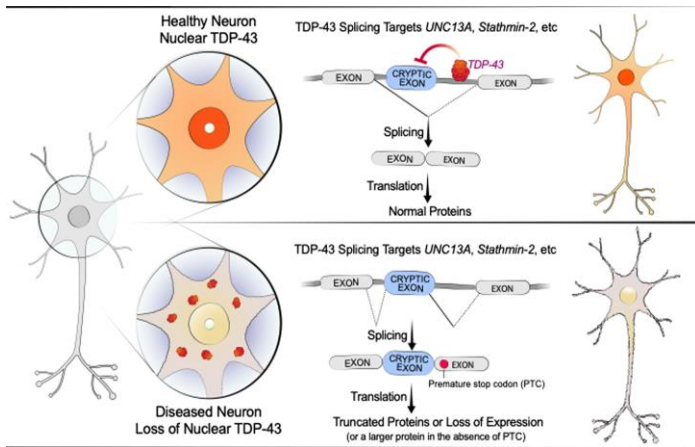 Healthy Neuron
Nuclear TDP-43
TDP-43 Splicing Targets UNC13A, Stathmin-2, etc
TDP-43
EXON
CRYPTIC
EXON
EXON
Splicing
EXON EXON
Translation
Normal Proteins
TDP-43 Splicing Targets UNC13A, Stathmin-2, etc
EXON
CRYPTIC
EXON
EXON
Splicing
EXON
CRYPTIC
EXON
EXON
Premature stop codon (PTC)
Translation
Truncated Proteins or Loss of Expression
(or a larger protein in the absence of PTC)
Diseased Neuron
Loss of Nuclear TDP-43